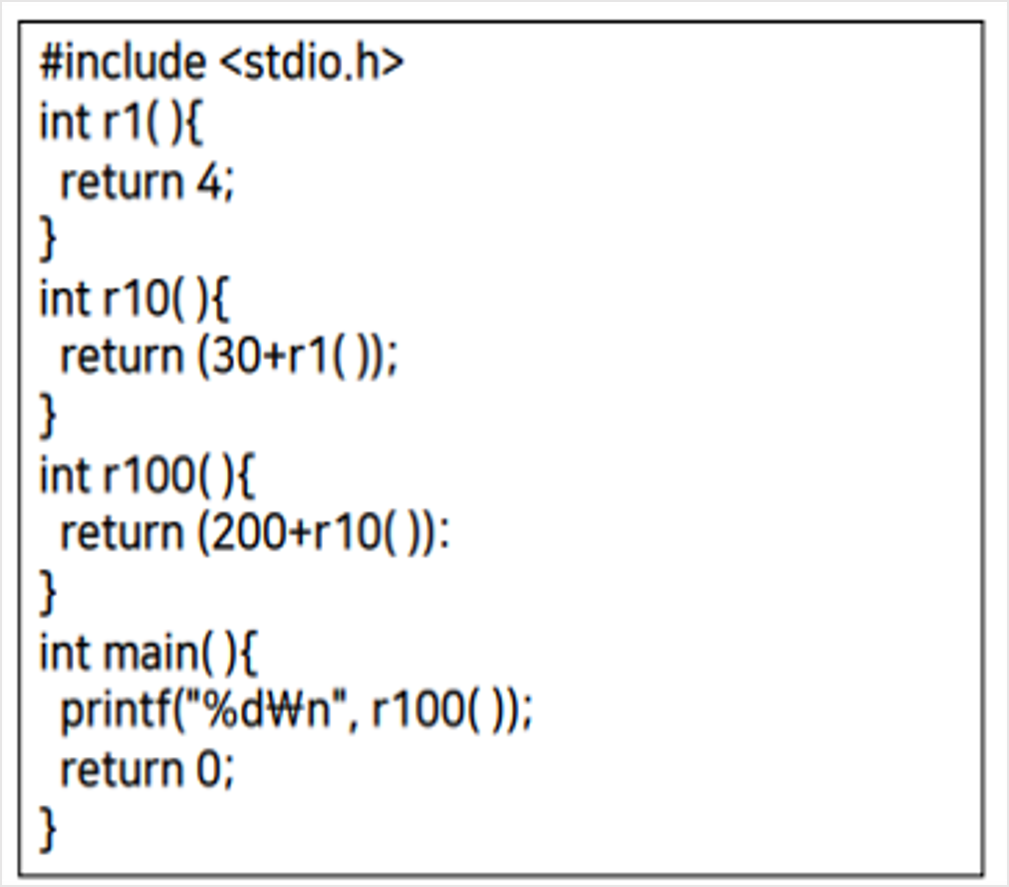 #include <stdio.h>
int r1( ){
return 4;
}
int r10( ){
return (30+r1( ));
}
int r100( ){
return (200+r10( )):
}
int main( ){
printf("%d₩n", r100( ));
return 0;
}